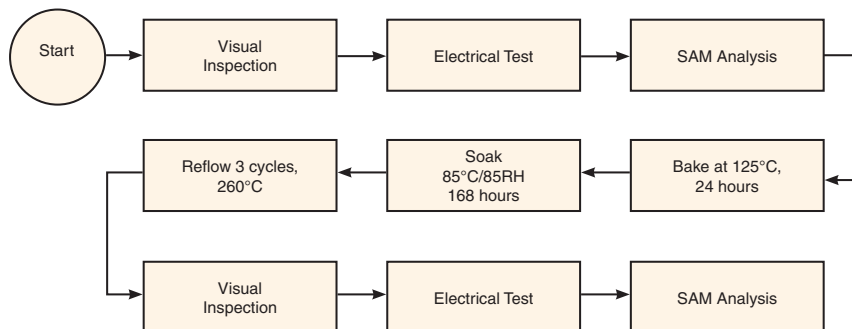 Start
Visual
Inspection
Electrical Test
SAM Analysis
Bake at 125°C,
24 hours
Soak
85°C/85RH
168 hours
Reflow 3 cycles,
260°C
Visual
Inspection
Electrical Test
SAM Analysis